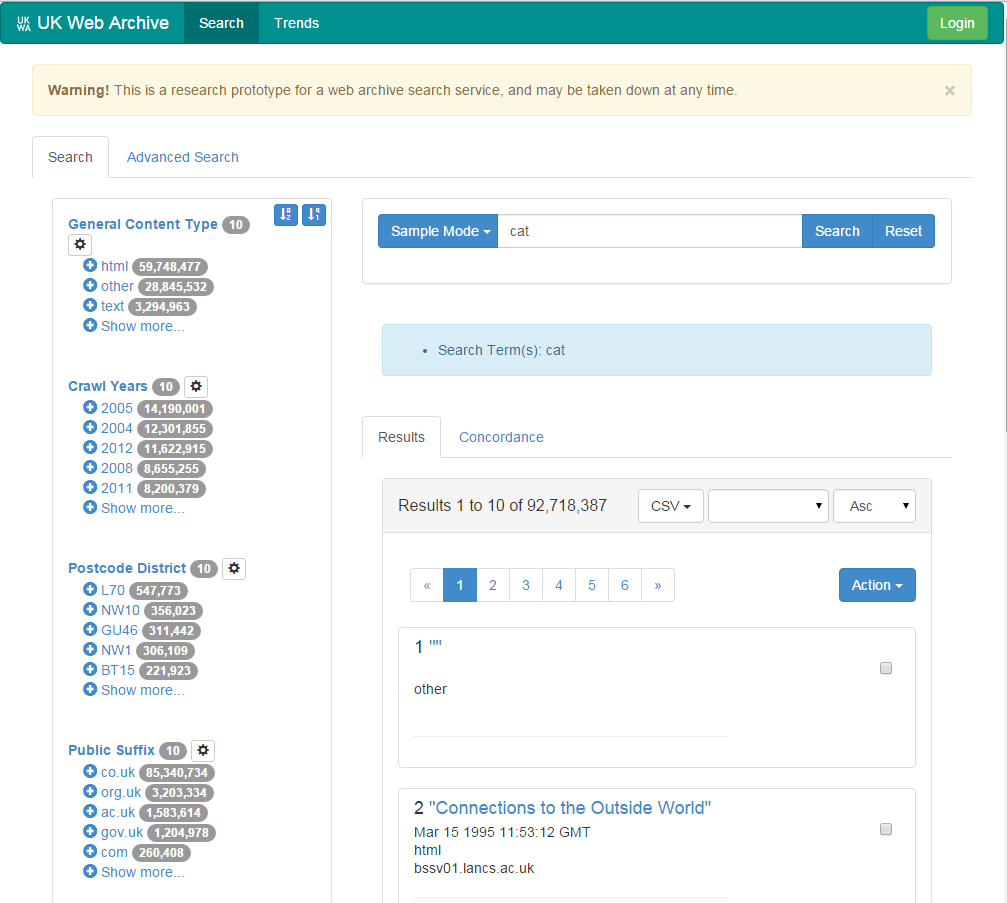 UK WA UK Web Archive Search Trends Login
Warning! This is a research prototype for a web archive search service, and may be taken down at any time. ×
Search Advanced Search
General Content Type 10
html 59,748,477
other 28,845,532
text 3,294,963
Show more...
Crawl Years 10
2005 14,190,001
2004 12,301,855
2012 11,622,915
2008 8,655,255
2011 8,200,379
Show more...
Postcode District 10
L70 547,773
NW10 356,023
GU46 311,442
NW1 306,109
BT15 221,923
Show more...
Public Suffix 10
co.uk 85,340,734
org.uk 3,203,334
ac.uk 1,583,614
gov.uk 1,204,978
com 260,408
Show more...
Sample Mode cat Search Reset
• Search Term(s): cat
Results Concordance
Results 1 to 10 of 92,718,387 CSV Asc
« 1 2 3 4 5 6 » Action
1 ""
other
2 "Connections to the Outside World"
Mar 15 1995 11:53:12 GMT
html
bssv01.lancs.ac.uk